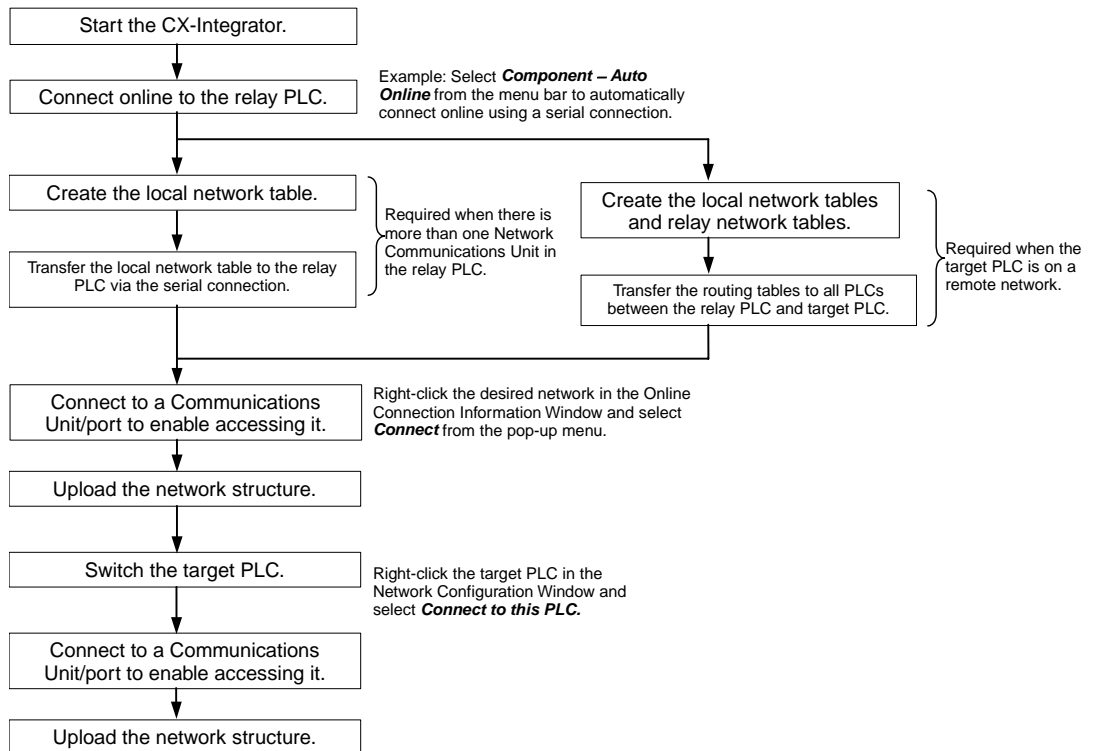 Start the CX-Integrator.
Connect online to the relay PLC.
Example: Select Component – Auto
Online from the menu bar to automatically
connect online using a serial connection.
Create the local network table.
Transfer the local network table to the relay
PLC via the serial connection.
Required when there is
more than one Network
Communications Unit in
the relay PLC.
Create the local network tables
and relay network tables.
Transfer the routing tables to all PLCs
between the relay PLC and target PLC.
Required when the
target PLC is on a
remote network.
Connect to a Communications
Unit/port to enable accessing it.
Right-click the desired network in the Online
Connection Information Window and select
Connect from the pop-up menu.
Upload the network structure.
Switch the target PLC.
Right-click the target PLC in the
Network Configuration Window and
select Connect to this PLC.
Connect to a Communications
Unit/port to enable accessing it.
Upload the network structure.